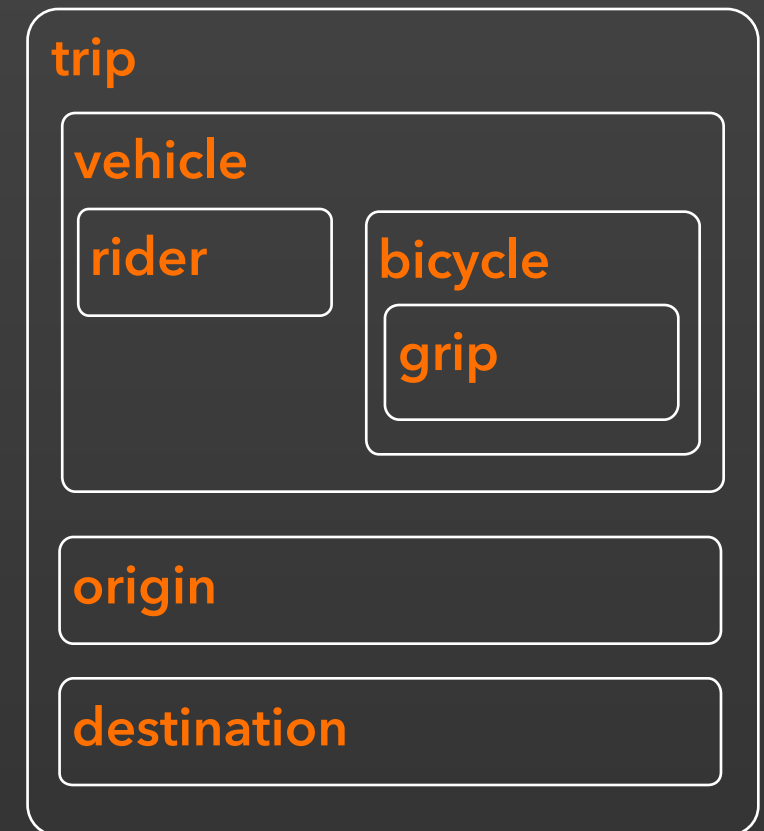 trip
vehicle
rider
bicycle
grip
origin
destination